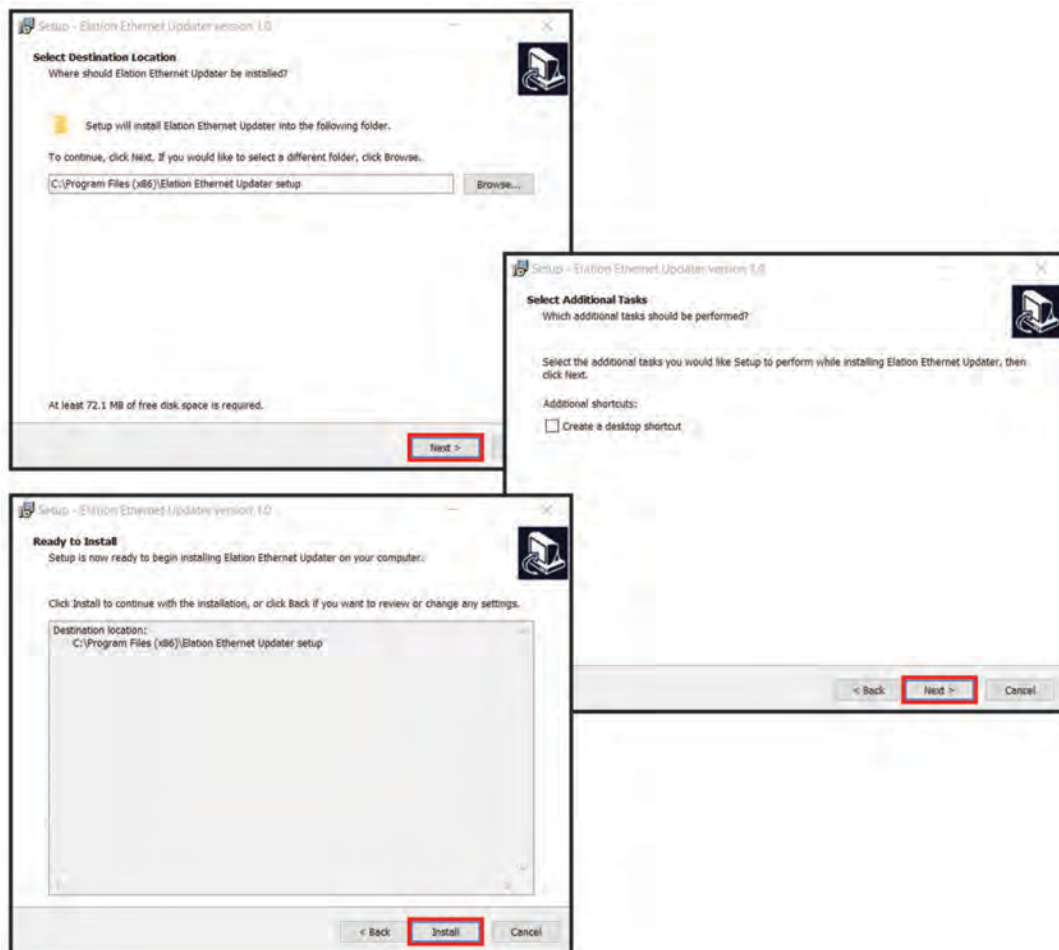 Setup - Elation Ethernet Updater version 1.0
Select Destination Location
Where should Elation Ethernet Updater be installed?
Setup will install Elation Ethernet Updater into the following folder.
To continue, click Next. If you would like to select a different folder, click Browse.
C:\Program Files (x86)\Elation Ethernet Updater setup
Browse...
At least 72.1 MB of free disk space is required.
Next >
Setup - Elation Ethernet Updater version 1.0
Select Additional Tasks
Which additional tasks should be performed?
Select the additional tasks you would like Setup to perform while installing Elation Ethernet Updater, then
click Next.
Additional shortcuts:
Create a desktop shortcut
< Back
Next >
Cancel
Setup - Elation Ethernet Updater version 1.0
Ready to Install
Setup is now ready to begin installing Elation Ethernet Updater on your computer.
Click Install to continue with the installation, or click Back if you want to review or change any settings.
Destination location:
C:\Program Files (x86)\Elation Ethernet Updater setup
< Back
Install
Cancel